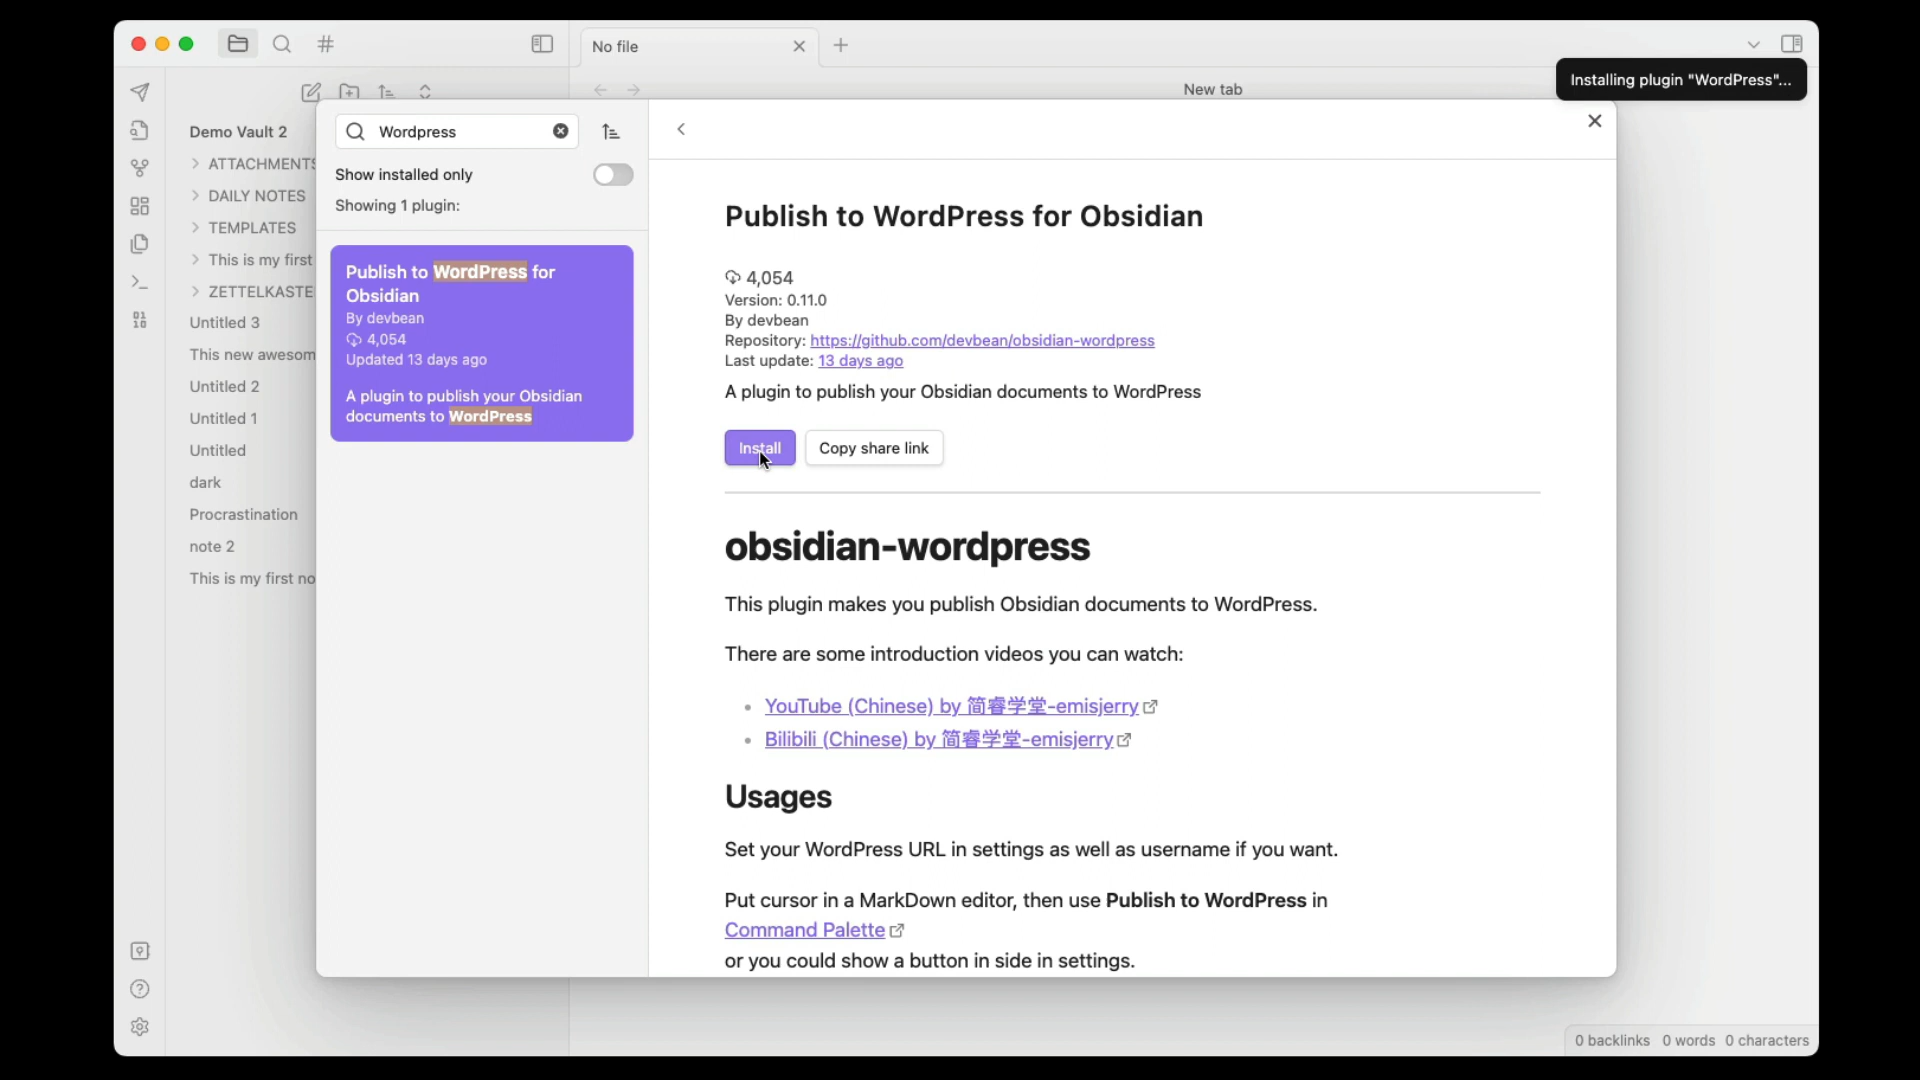 No file
New tab
Installing plugin "WordPress"...
Demo Vault 2
ATTACHMENTS
DAILY NOTES
TEMPLATES
This is my first
ZETTELKASTE
Untitled 3
This new awesom
Untitled 2
Untitled 1
Untitled
dark
Procrastination
note 2
This is my first no
Wordpress
Show installed only
Showing 1 plugin:
Publish to WordPress for
Obsidian
By devbean
4,054
Updated 13 days ago
A plugin to publish your Obsidian
documents to WordPress
Publish to WordPress for Obsidian
4,054
Version: 0.11.0
By devbean
Repository: https://github.com/devbean/obsidian-wordpress
Last update: 13 days ago
A plugin to publish your Obsidian documents to WordPress
Install Copy share link
obsidian-wordpress
This plugin makes you publish Obsidian documents to WordPress.
There are some introduction videos you can watch:
• YouTube (Chinese) by 简睿学堂-emisjerry
• Bilibili (Chinese) by 简睿学堂-emisjerry
Usages
Set your WordPress URL in settings as well as username if you want.
Put cursor in a MarkDown editor, then use Publish to WordPress in
Command Palette
or you could show a button in side in settings.
0 backlinks 0 words 0 characters